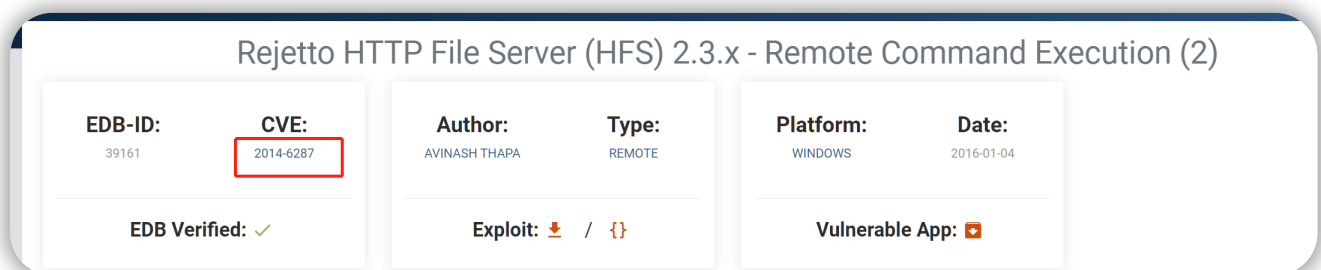 Rejetto HTTP File Server (HFS) 2.3.x - Remote Command Execution (2)
EDB-ID: CVE: Author: Type: Platform: Date:
39161 2014-6287 AVINASH THAPA REMOTE WINDOWS 2016-01-04
EDB Verified: ✓ Exploit: / {} Vulnerable App: